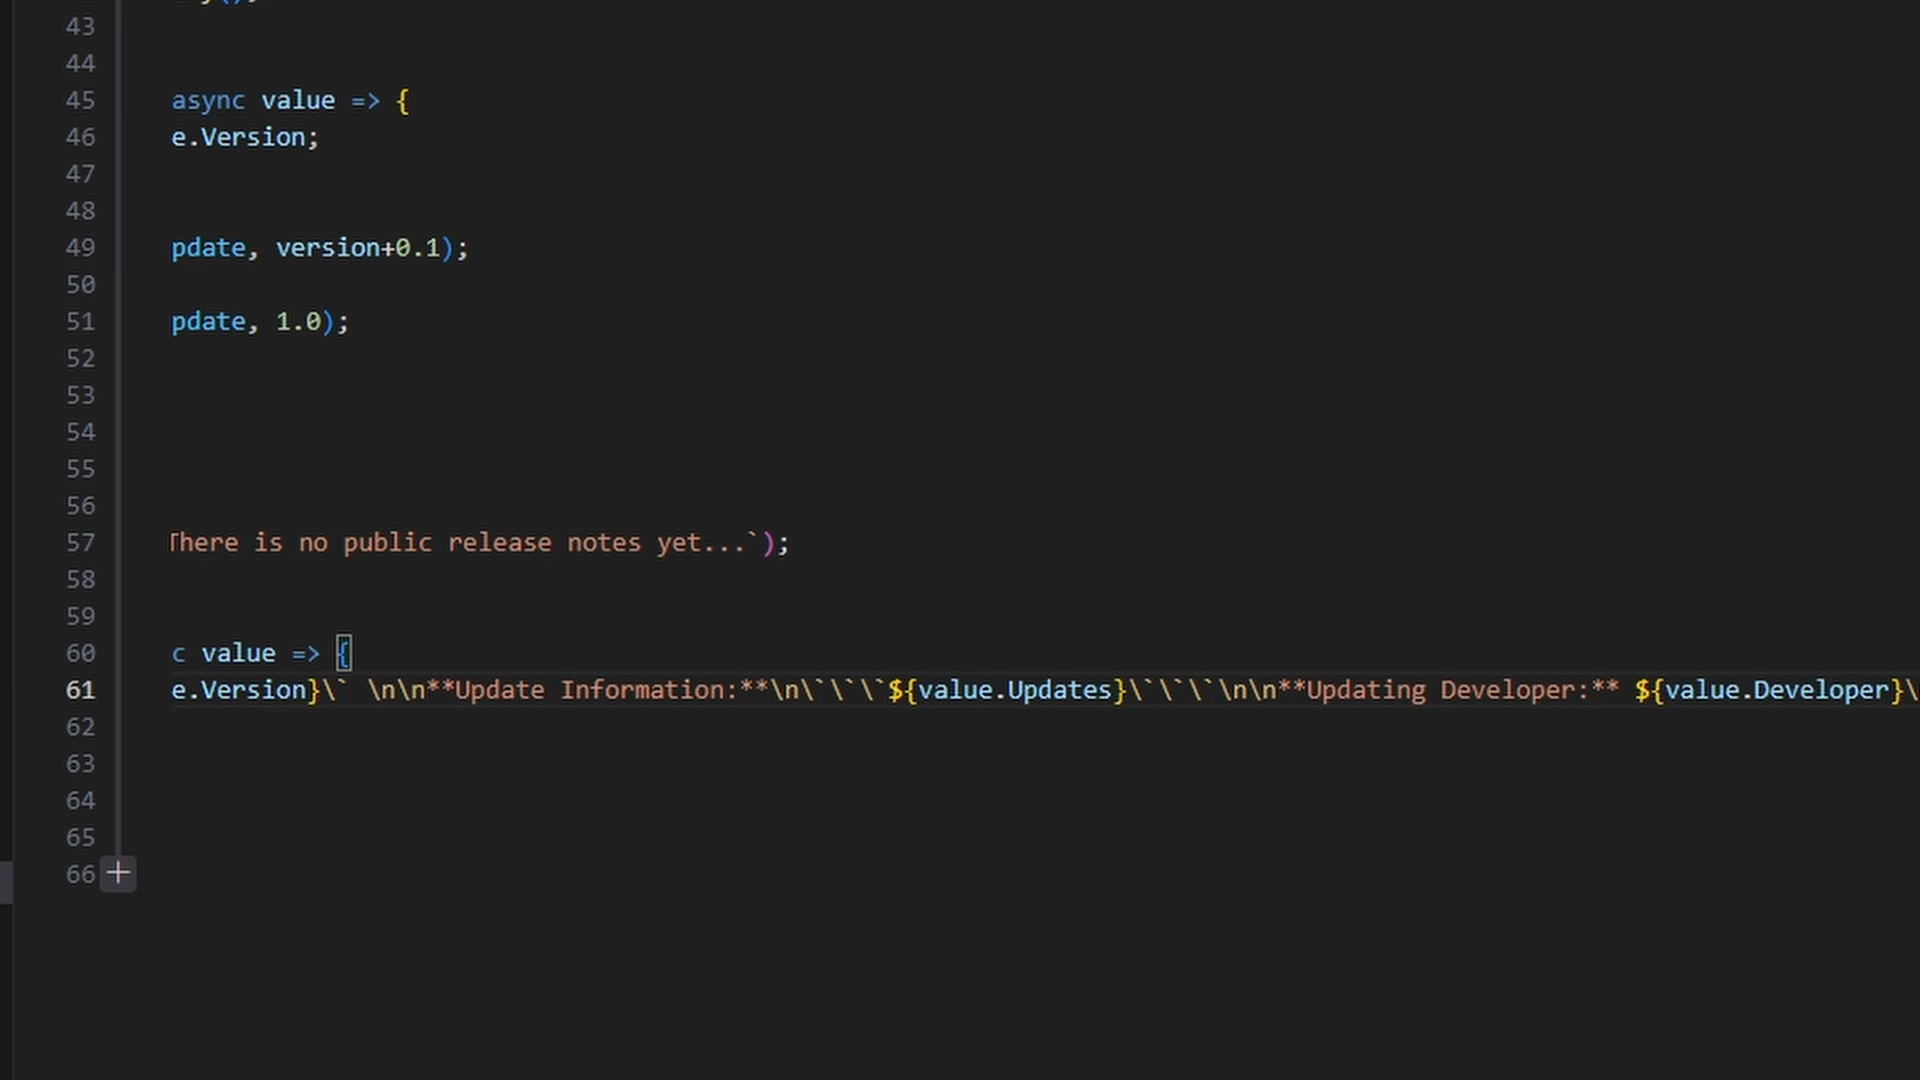 43
44
45 async value => {
46 e.Version;
47
48
49 pdate, version+0.1);
50
51 pdate, 1.0);
52
53
54
55
56
57 There is no public release notes yet...`);
58
59
60 c value => {
61 e.Version}\` \n\n**Update Information:**\n\`\`\`${value.Updates}\`\`\`\n\n**Updating Developer:** ${value.Developer}\
62
63
64
65
66